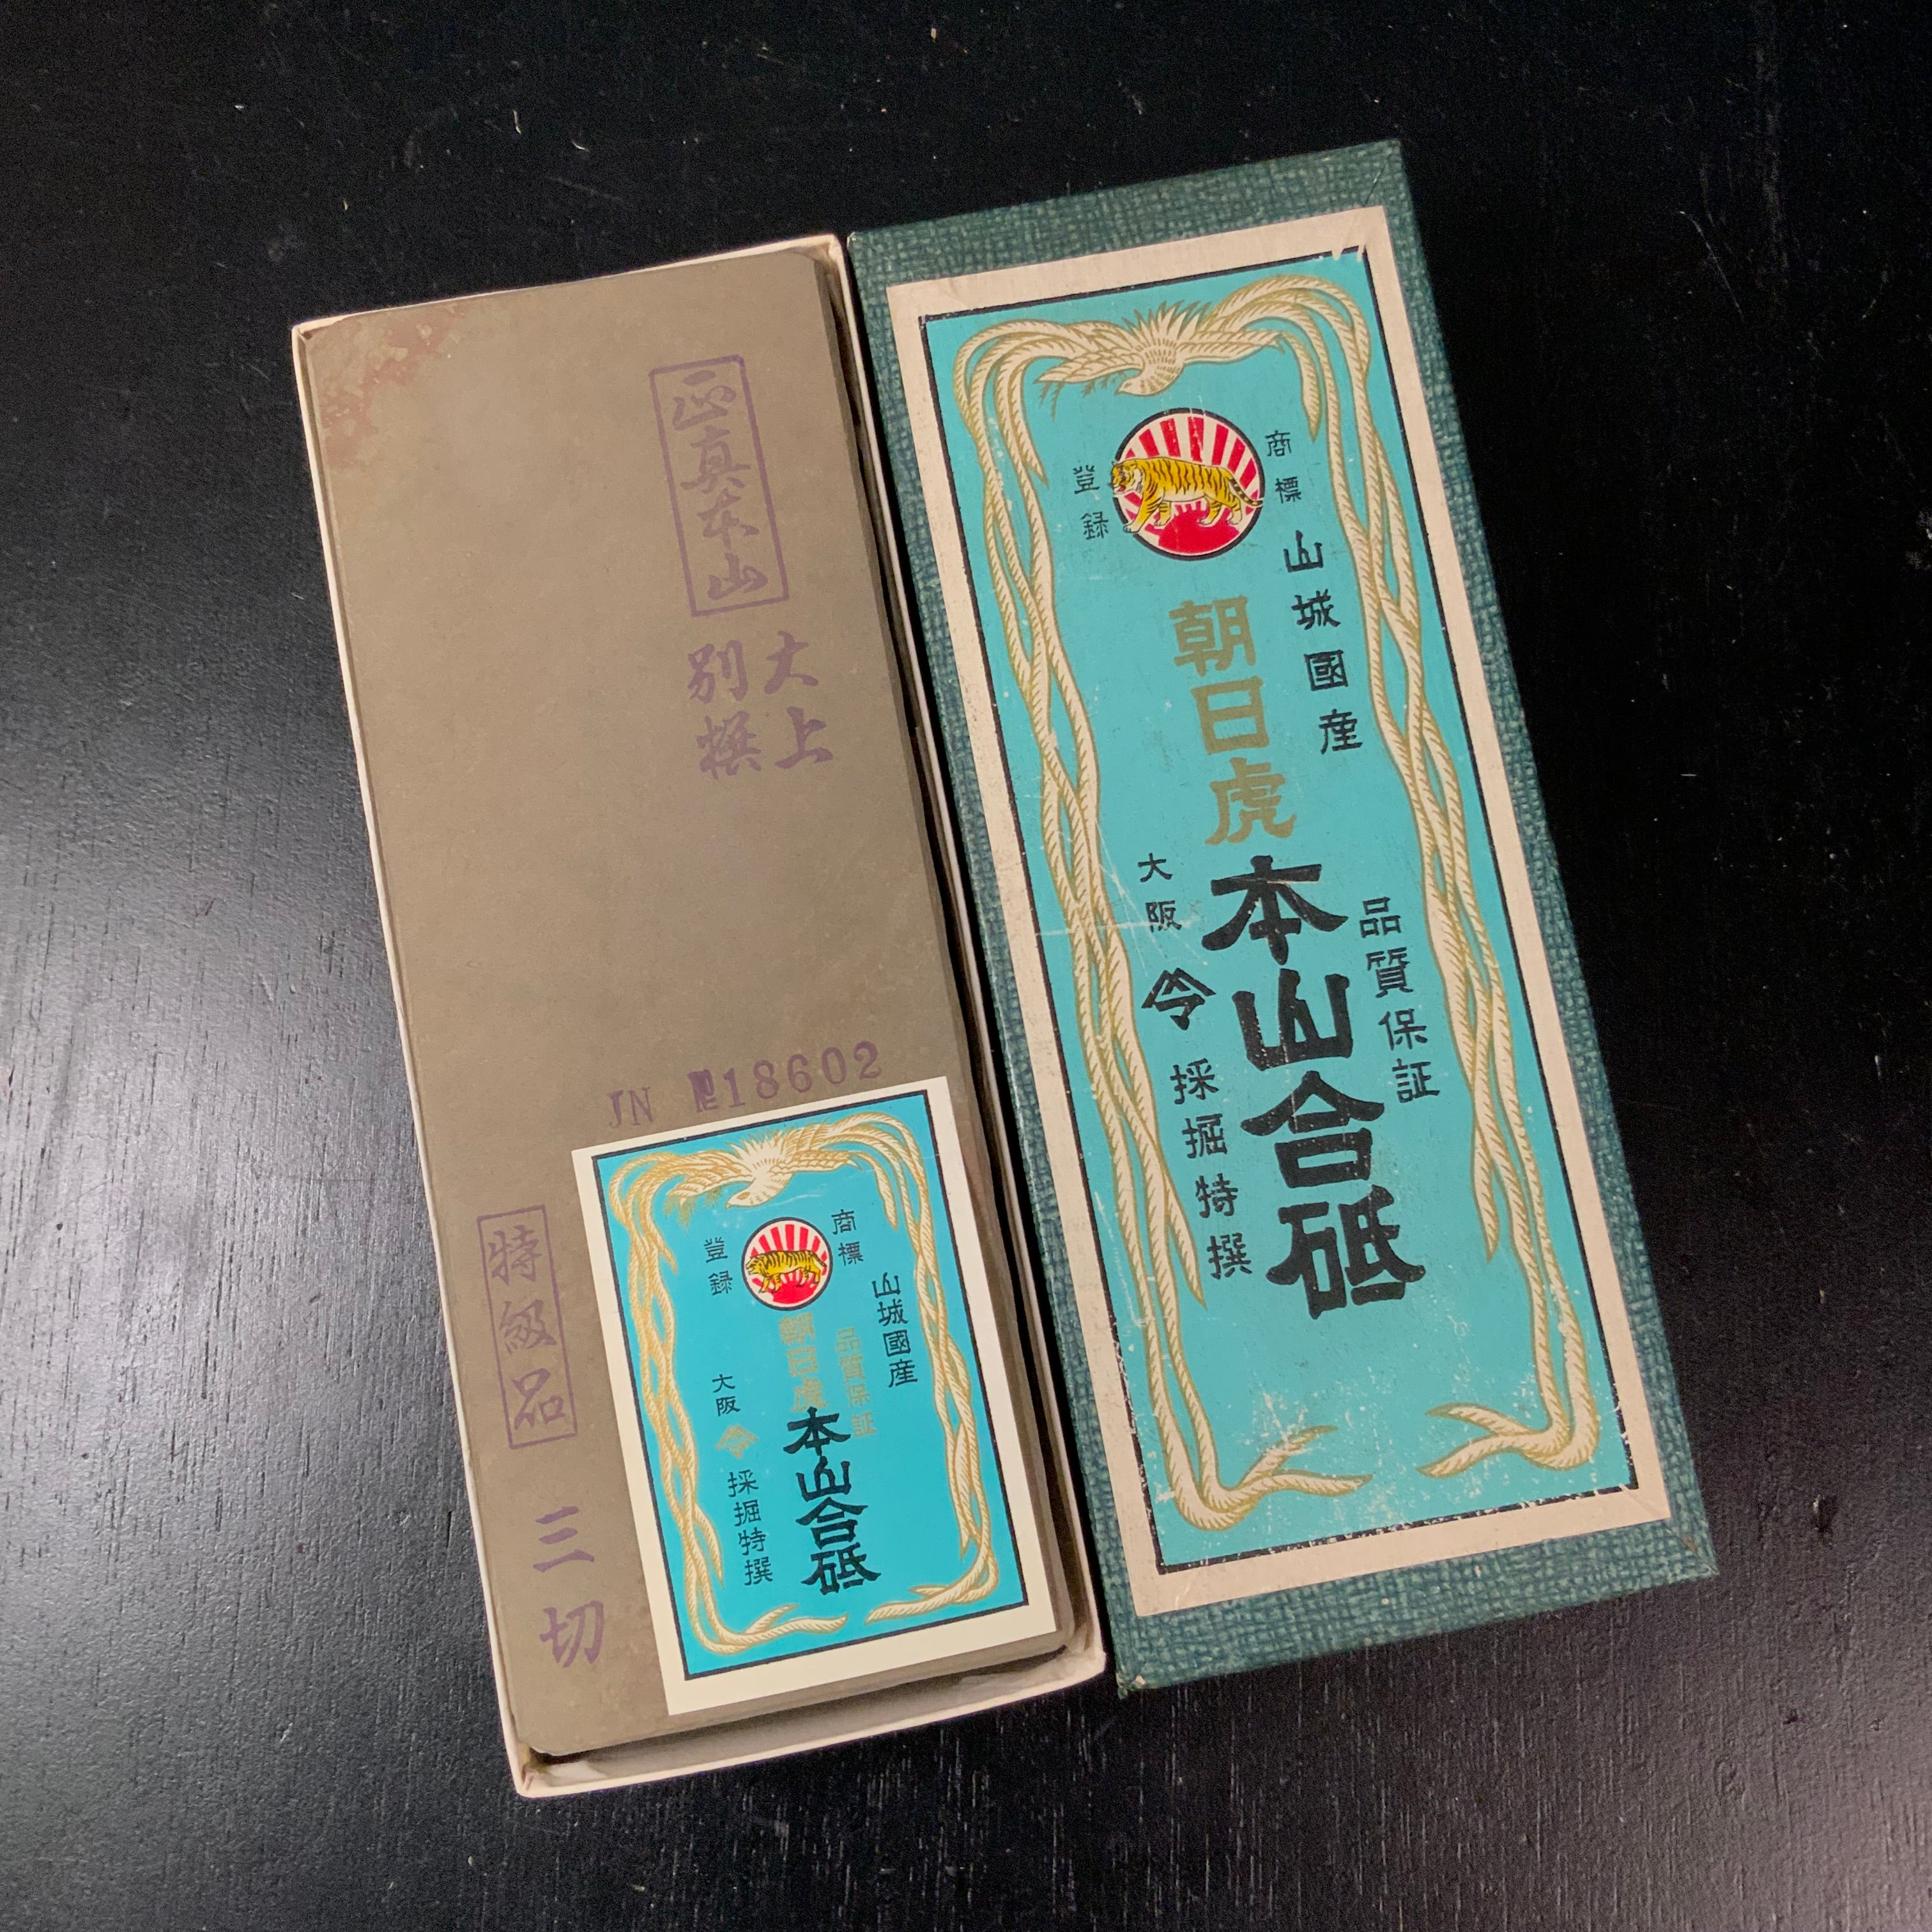 正真本山
大上
別撰
JN 18602
特級品
三切
商標
登録
山城國産
品質保証
朝日虎
本山合砥
大阪
採掘特撰
商標
登録
山城國産
朝日虎
本山合砥
品質保証
大阪
採掘特撰